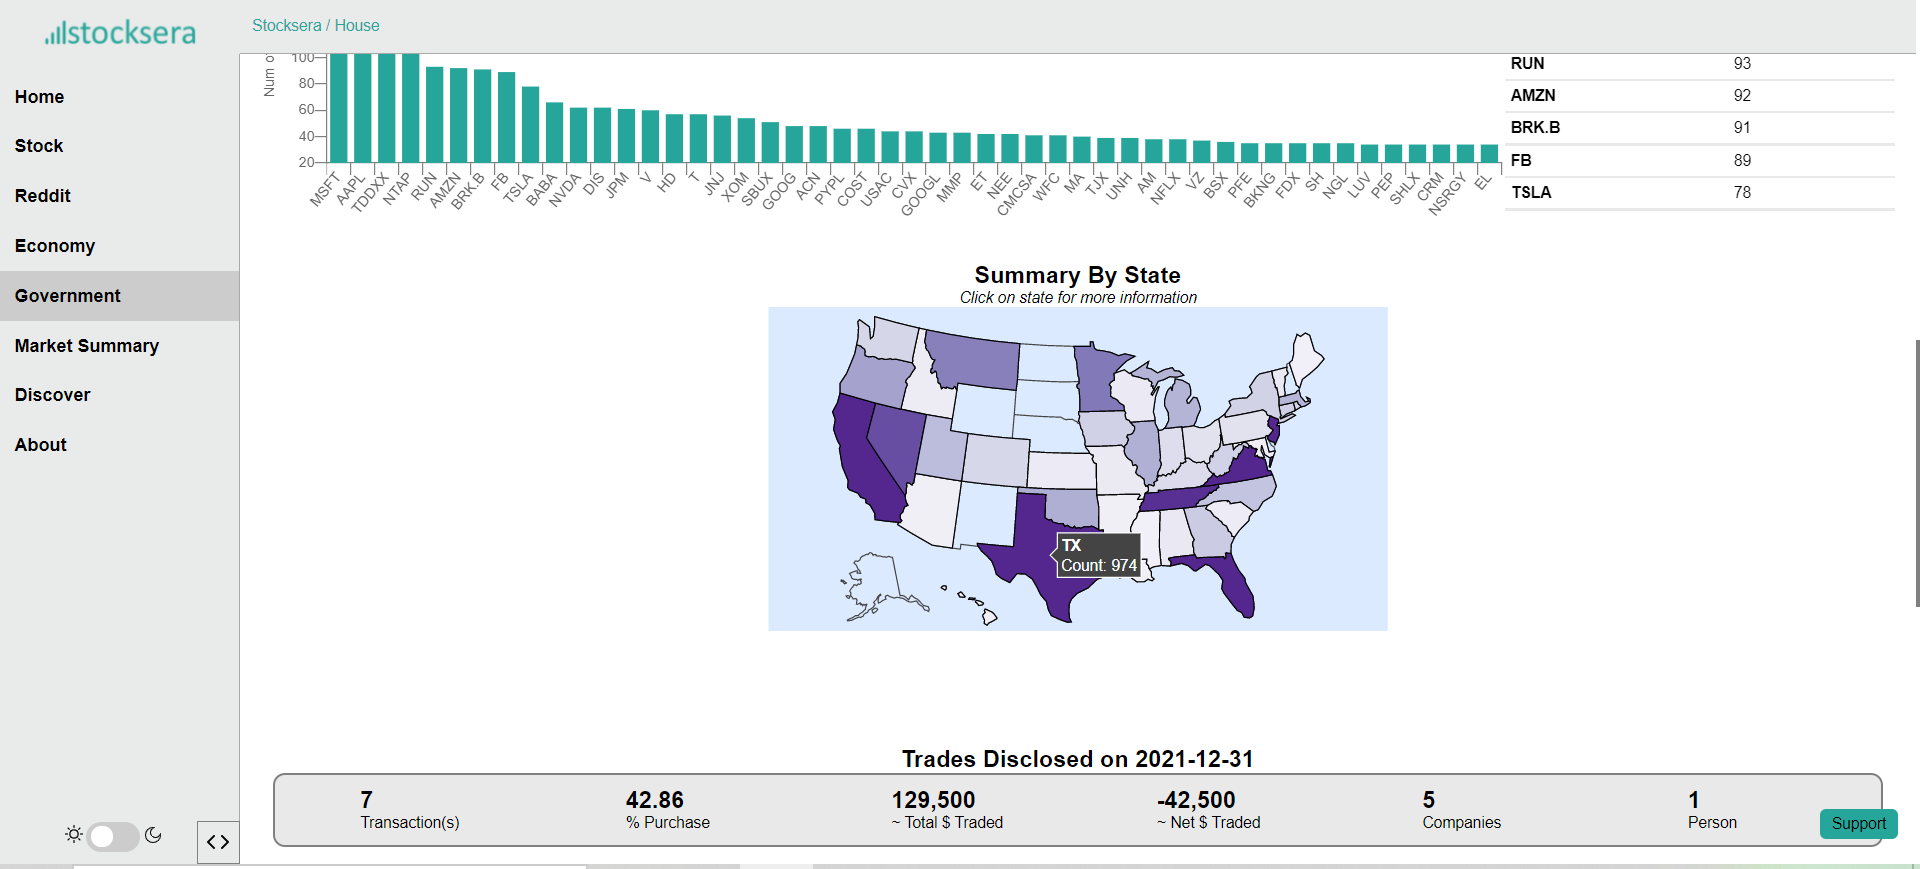 stocksera
Stocksera / House
Home
Stock
Reddit
Economy
Government
Market Summary
Discover
About
Num o
100
80
60
40
20
MSFT
AAPL
TDDXX
NTAP
RUN
AMZN
BRK.B
FB
TSLA
BABA
NVDA
DIS
JPM
V
HD
T
JNJ
XOM
SBUX
GOOG
ACN
PYPL
COST
USAC
CVX
GOOGL
MMP
ET
NEE
CMCSA
WFC
MA
TJX
UNH
AM
NFLX
VZ
BSX
PFE
BKNG
FDX
SH
NGL
LUV
PEP
SHLX
CRM
NSRGY
EL
RUN 93
AMZN 92
BRK.B 91
FB 89
TSLA 78
Summary By State
Click on state for more information
TX
Count: 974
Trades Disclosed on 2021-12-31
7
Transaction(s)
42.86
% Purchase
129,500
~ Total $ Traded
-42,500
~ Net $ Traded
5
Companies
1
Person
Support